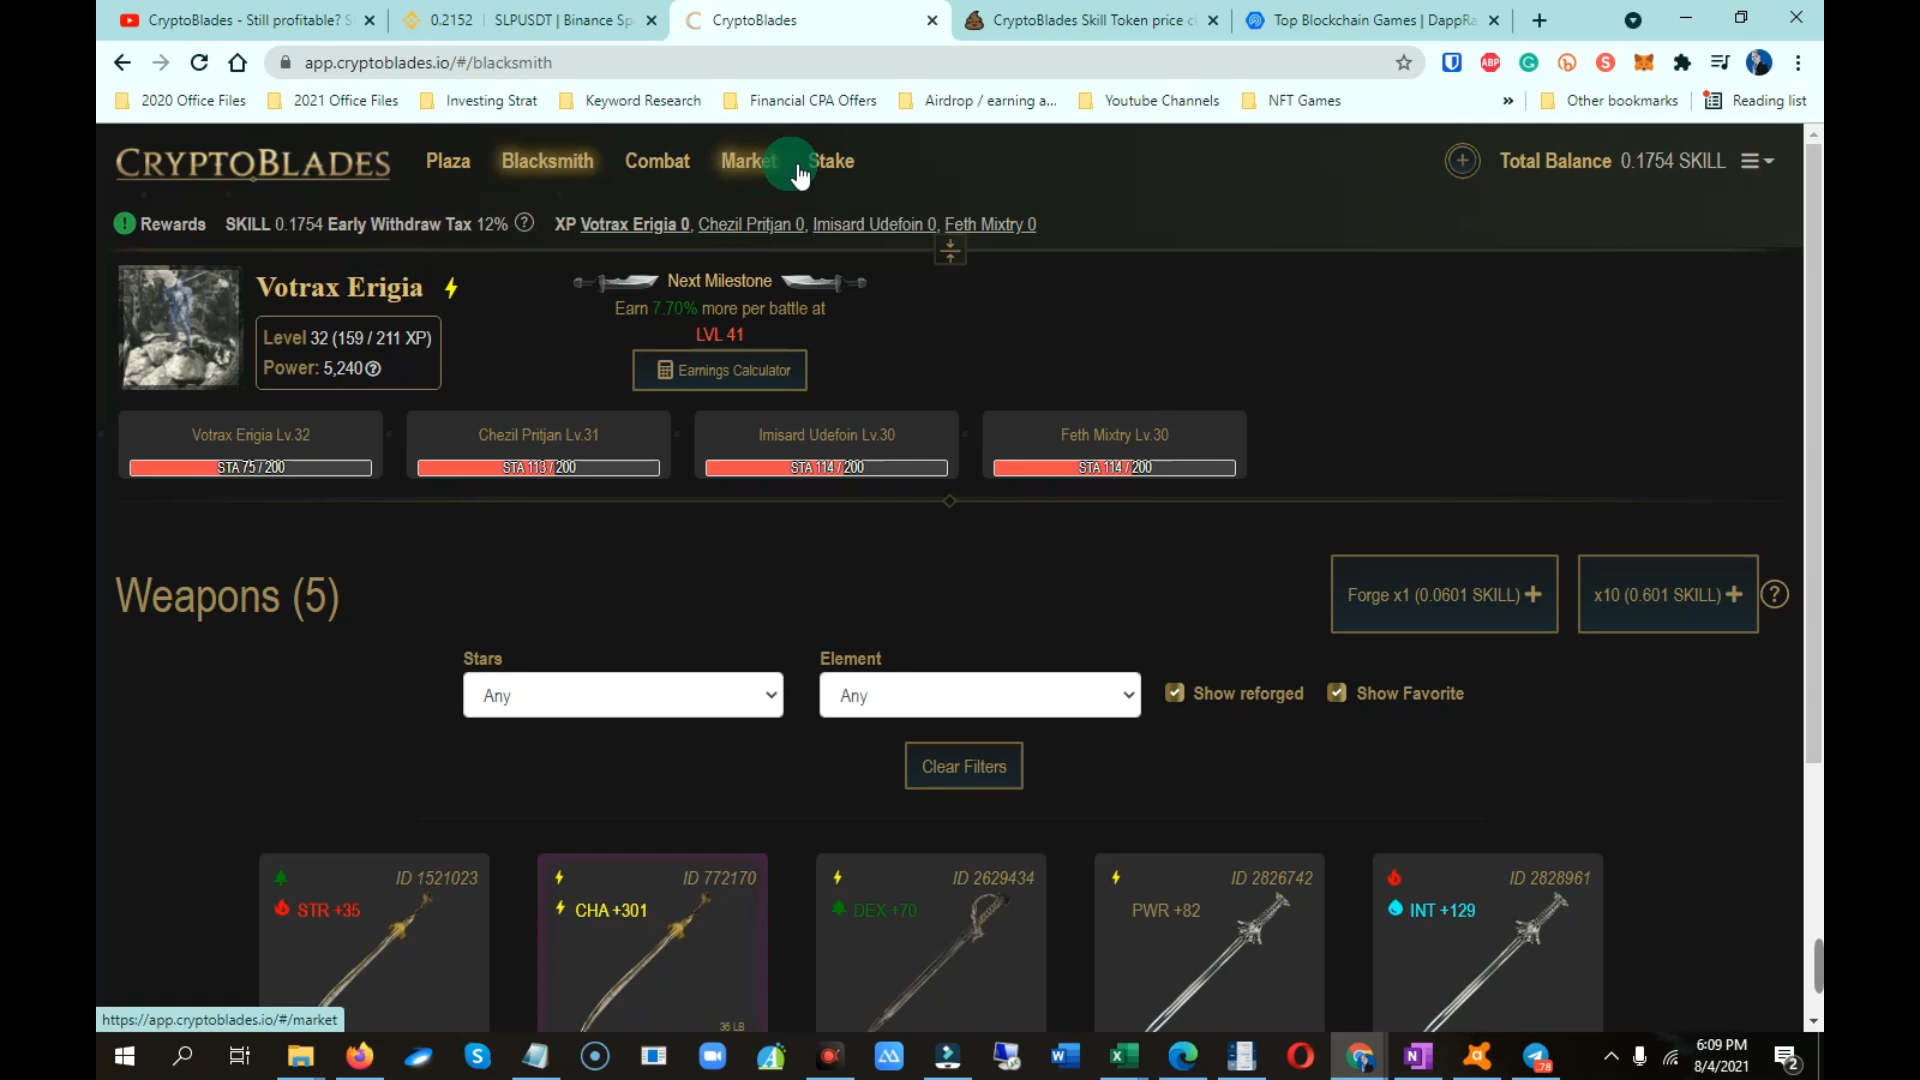 CryptoBlades - Still profitable? S
0.2152 | SLPUSDT | Binance Sp
CryptoBlades
CryptoBlades Skill Token price c
Top Blockchain Games | DappRa
app.cryptoblades.io/#/blacksmith
2020 Office Files
2021 Office Files
Investing Strat
Keyword Research
Financial CPA Offers
Airdrop / earning a...
Youtube Channels
NFT Games
»
Other bookmarks
Reading list
CRYPTOBLADES
Plaza
Blacksmith
Combat
Market
Stake
Total Balance 0.1754 SKILL
Rewards SKILL 0.1754 Early Withdraw Tax 12% ? XP Votrax Erigia 0, Chezil Pritjan 0, Imisard Udefoin 0, Feth Mixtry 0
Votrax Erigia
Level 32 (159 / 211 XP)
Power: 5,240?
Next Milestone
Earn 7.70% more per battle at
LVL 41
Earnings Calculator
Votrax Erigia Lv.32
STA 75 / 200
Chezil Pritjan Lv.31
STA 113 / 200
Imisard Udefoin Lv.30
STA 114 / 200
Feth Mixtry Lv.30
STA 114 / 200
Weapons (5)
Forge x1 (0.0601 SKILL) +
x10 (0.601 SKILL) +
?
Stars
Any
Element
Any
Show reforged
Show Favorite
Clear Filters
ID 1521023
STR +35
ID 772170
CHA +301
36 LB
ID 2629434
DEX +70
ID 2826742
PWR +82
ID 2828961
INT +129
https://app.cryptoblades.io/#/market
78
6:09 PM
8/4/2021
2